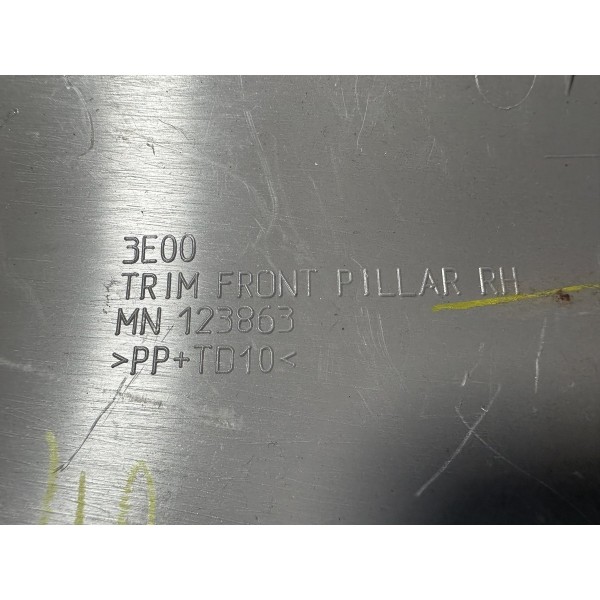 3E00
TRIM FRONT PILLAR RH
MN 123863
>PP+TD10<